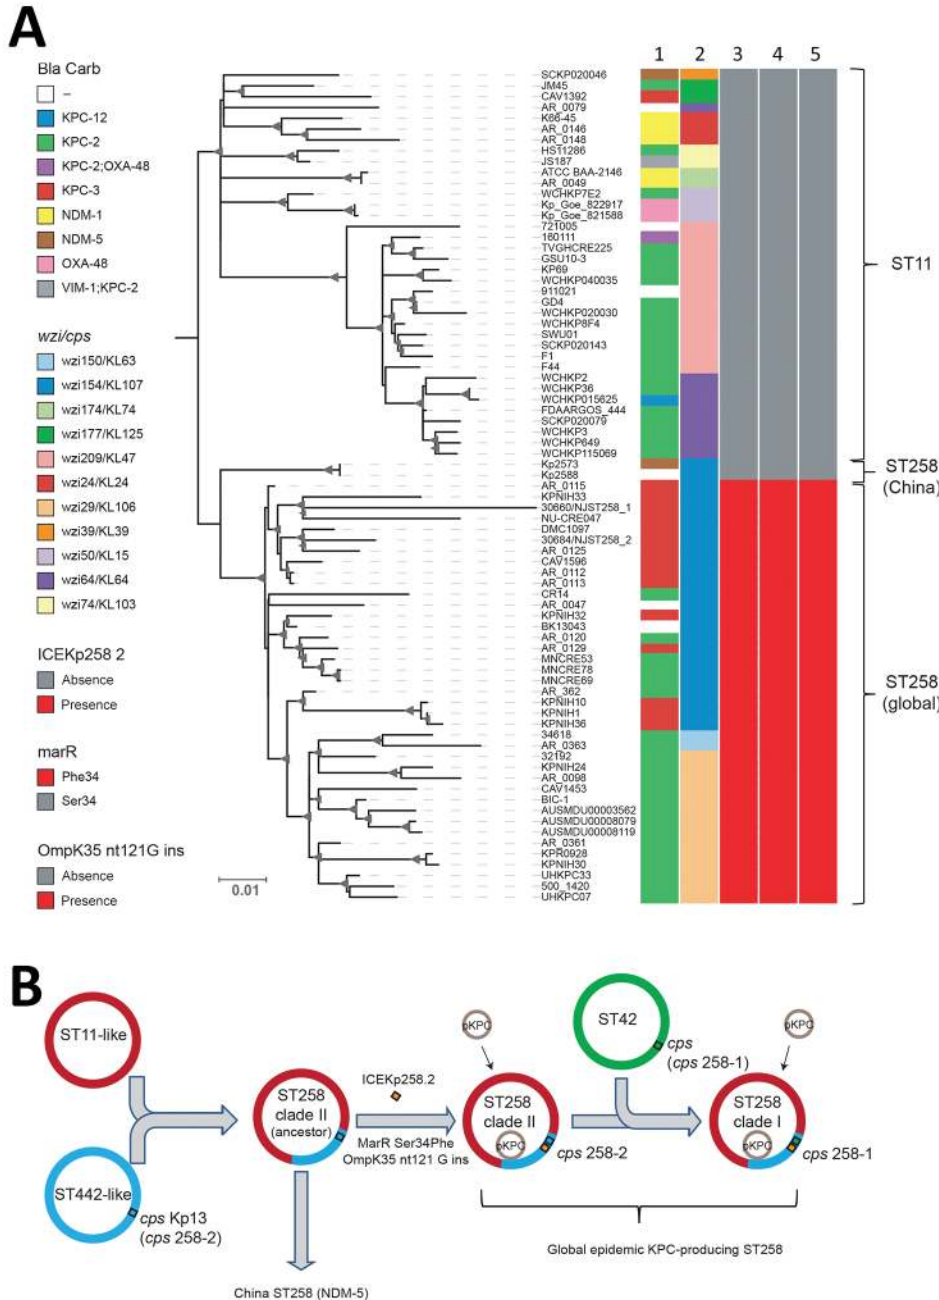 A
Bla Carb
–
KPC-12
KPC-2
KPC-2;OXA-48
KPC-3
NDM-1
NDM-5
OXA-48
VIM-1;KPC-2
wzi/cps
wzi150/KL63
wzi154/KL107
wzi174/KL74
wzi177/KL125
wzi209/KL47
wzi24/KL24
wzi29/KL106
wzi39/KL39
wzi50/KL15
wzi64/KL64
wzi74/KL103
ICEKp258 2
Absence
Presence
marR
Phe34
Ser34
OmpK35 nt121G ins
Absence
Presence
0.01
SCKP020046
JM45
CAV1392
AR_0079
K66-45
AR_0146
AR_0148
HS11286
JS187
ATCC BAA-2146
AR_0049
WCHKP7E2
Kp_Goe_822917
Kp_Goe_821588
721005
160111
TVGHCRE225
GSU10-3
KP69
WCHKP040035
911021
GD4
WCHKP020030
WCHKP8F4
SWU01
SCKP020143
F1
F44
WCHKP2
WCHKP36
WCHKP015625
FDAARGOS_444
SCKP020079
WCHKP3
WCHKP649
WCHKP115069
Kp2573
Kp2588
AR_0115
KPNIH33
30660/NJST258_1
NU-CRE047
DMC1097
30684/NJST258_2
AR_0125
CAV1596
AR_0112
AR_0113
CR14
AR_0047
KPNIH32
BK13043
AR_0120
AR_0129
MNCRE53
MNCRE78
MNCRE69
AR_362
KPNIH10
KPNIH1
KPNIH36
34618
AR_0363
32192
KPNIH24
AR_0098
CAV1453
BIC-1
AUSMDU00003562
AUSMDU00008079
AUSMDU00008119
AR_0361
KPR0928
KPNIH30
UHKPC33
500_1420
UHKPC07
1 2 3 4 5
ST11
ST258
(China)
ST258
(global)
B
ST11-like
ST442-like
cps Kp13
(cps 258-2)
ST258
clade II
(ancestor)
China ST258 (NDM-5)
ICEKp258.2
MarR Ser34Phe
OmpK35 nt121 G ins
pKPC
ST258
clade II
pKPC
cps 258-2
ST42
cps
(cps 258-1)
pKPC
ST258
clade I
pKPC
cps 258-1
Global epidemic KPC-producing ST258